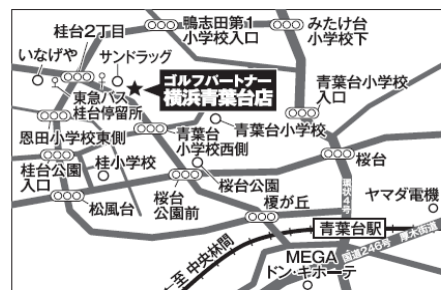 鴨志田第1
小学校入口
みたけ台
小学校下
桂台2丁目
いなげや
サンドラッグ
ゴルフパートナー
横浜青葉台店
東急バス
桂台停留所
青葉台小学校
入口
恩田小学校東側
青葉台
小学校西側
青葉台小学校
桂小学校
桂台公園
入口
桜台
桜台公園
松風台
桜台
公園前
榎が丘
ヤマダ電機
青葉台駅
厚木街道
国道246号
MEGA
ドン・キホーテ
至 中央林間